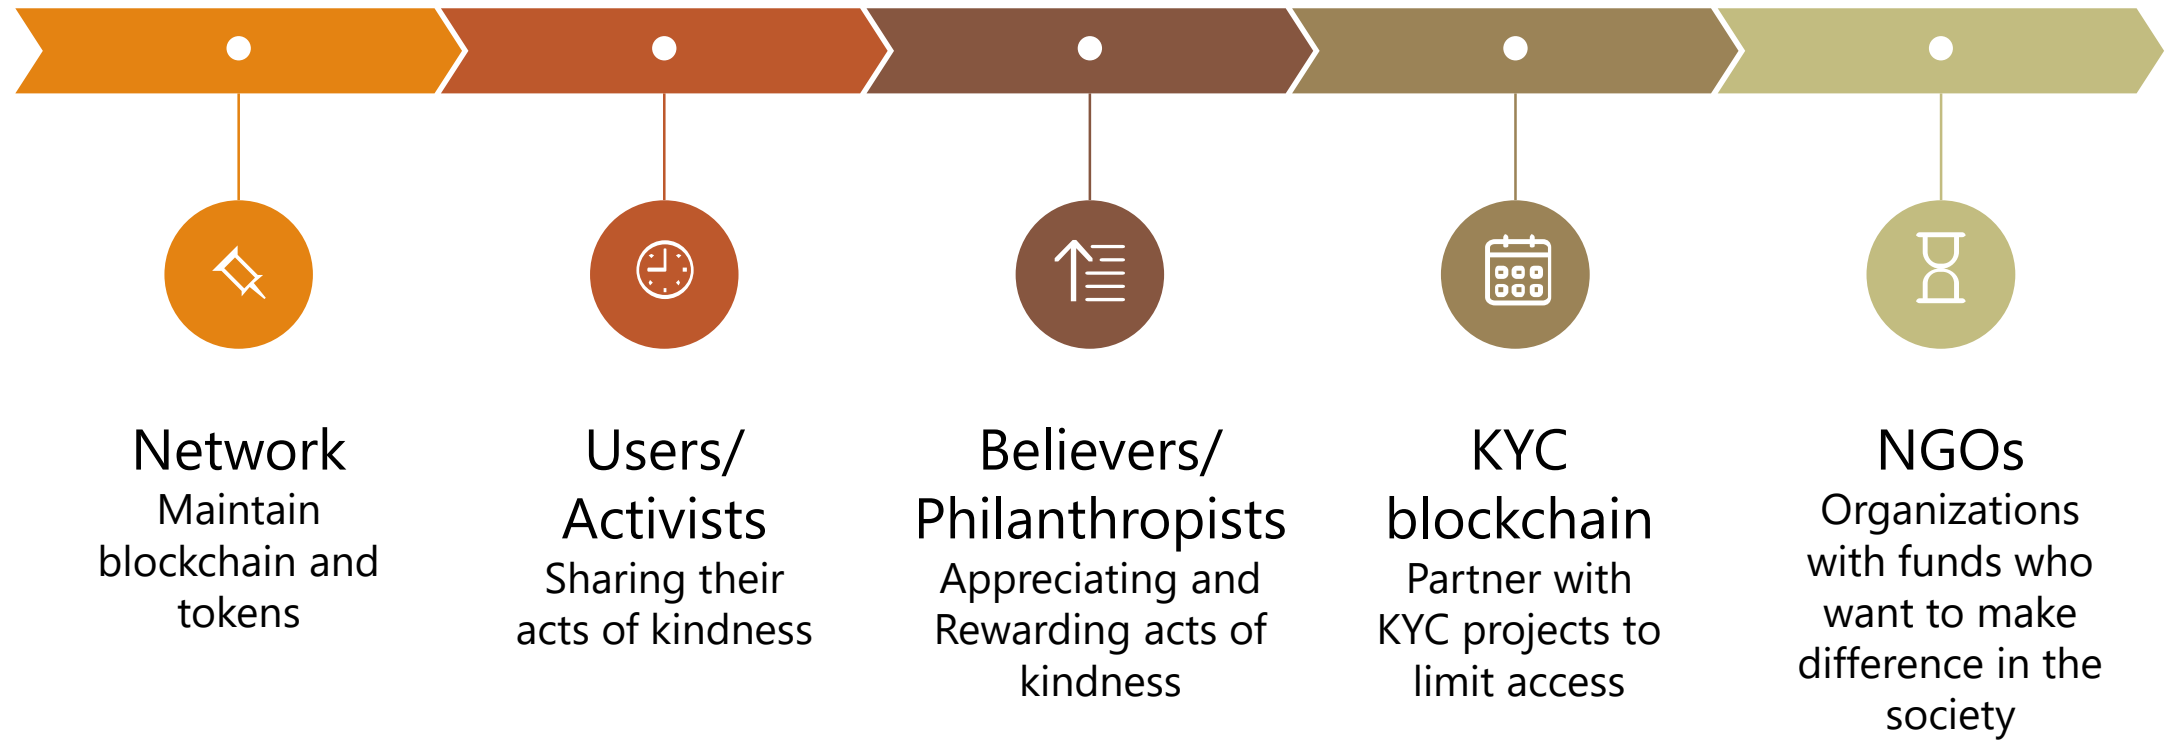 Network
Maintain
blockchain and
tokens
Users/
Activists
Sharing their
acts of kindness
Believers/
Philanthropists
Appreciating and
Rewarding acts of
kindness
KYC
blockchain
Partner with
KYC projects to
limit access
NGOs
Organizations
with funds who
want to make
difference in the
society